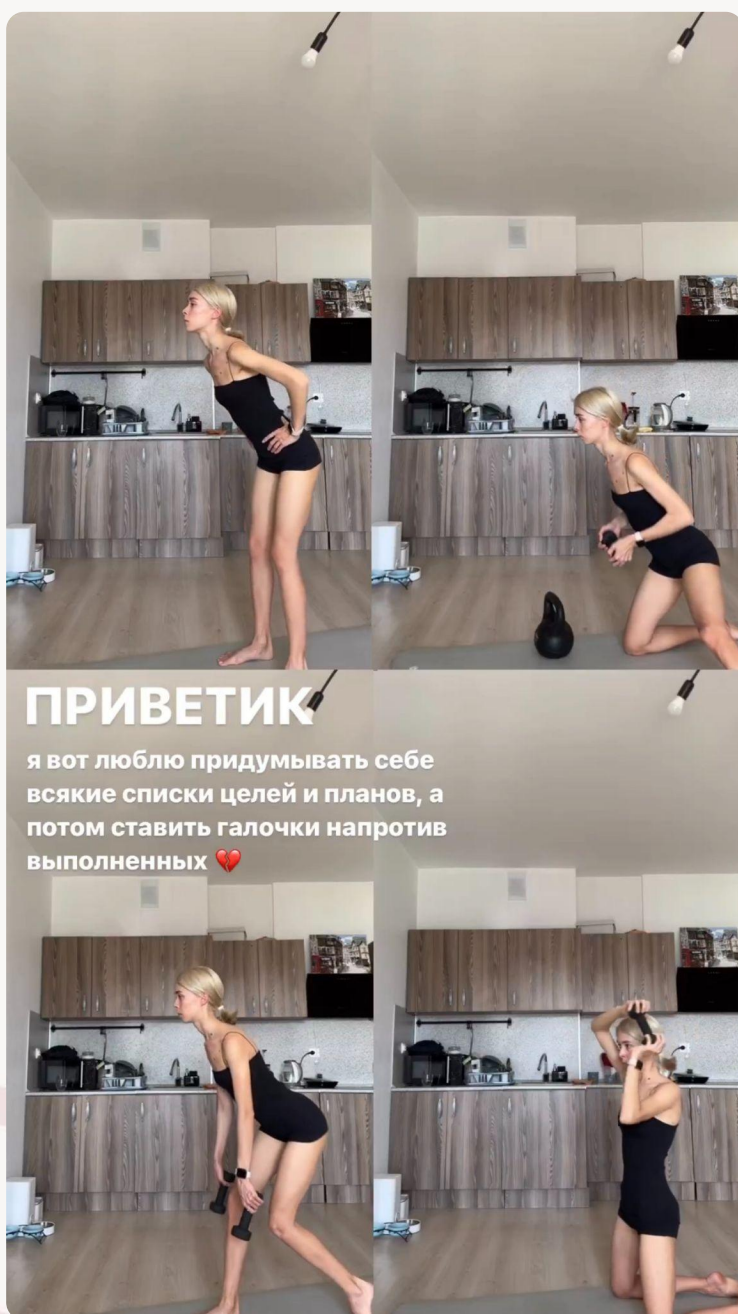 ПРИВЕТИК
я вот люблю придумывать себе
всякие списки целей и планов, а
потом ставить галочки напротив
выполненных 💔